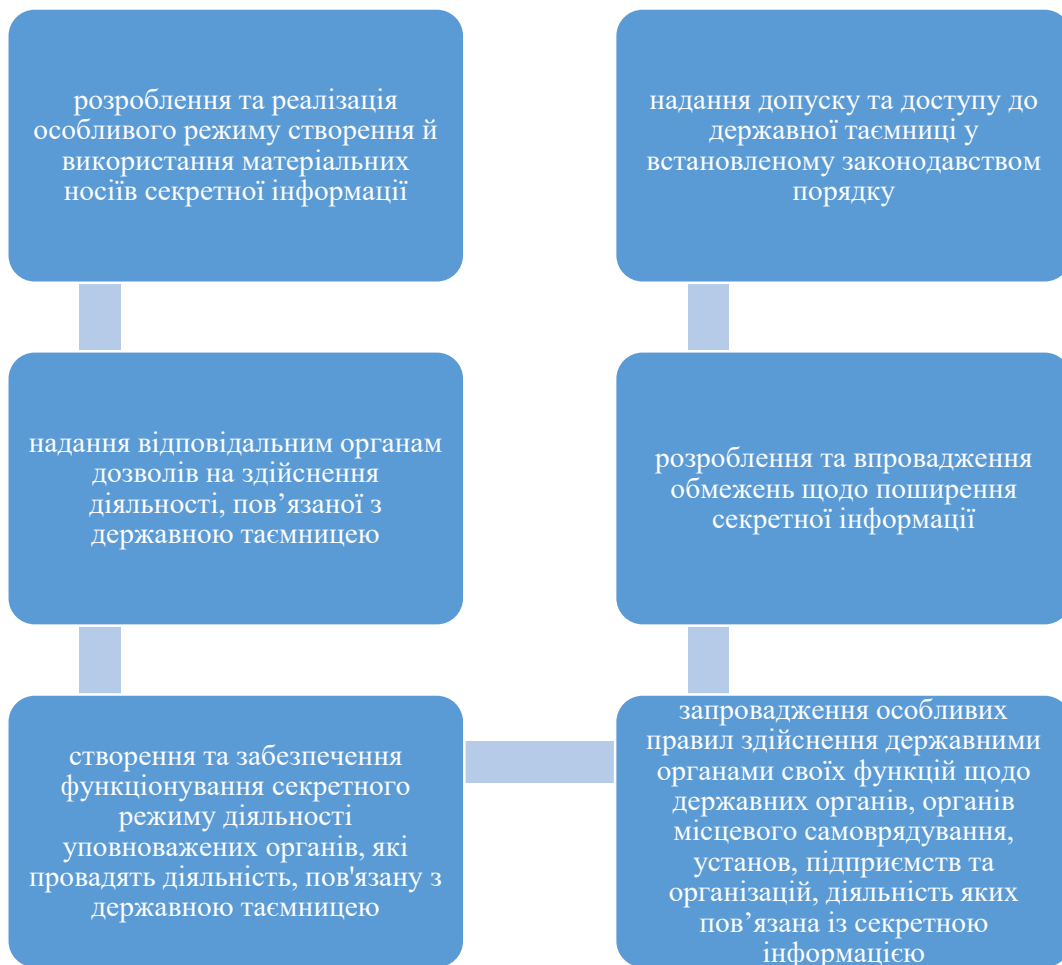 розроблення та реалізація
особливого режиму створення й
використання матеріальних
носіїв секретної інформації
надання відповідальним органам
дозволів на здійснення
діяльності, пов’язаної з
державною таємницею
створення та забезпечення
функціонування секретного
режиму діяльності
уповноважених органів, які
провадять діяльність, пов'язану з
державною таємницею
запровадження особливих
правил здійснення державними
органами своїх функцій щодо
державних органів, органів
місцевого самоврядування,
установ, підприємств та
організацій, діяльність яких
пов’язана із секретною
інформацією
розроблення та впровадження
обмежень щодо поширення
секретної інформації
надання допуску та доступу до
державної таємниці у
встановленому законодавством
порядку